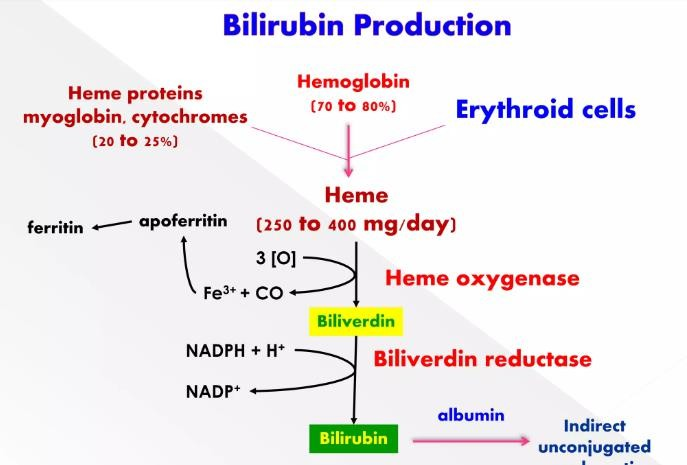 Bilirubin Production
Heme proteins
myoglobin, cytochromes
(20 to 25%)
Hemoglobin
(70 to 80%)
Erythroid cells
Heme
(250 to 400 mg/day)
ferritin
apoferritin
3 [O]
Fe³⁺ + CO
Heme oxygenase
Biliverdin
NADPH + H⁺
NADP⁺
Biliverdin reductase
Bilirubin
albumin
Indirect
unconjugated